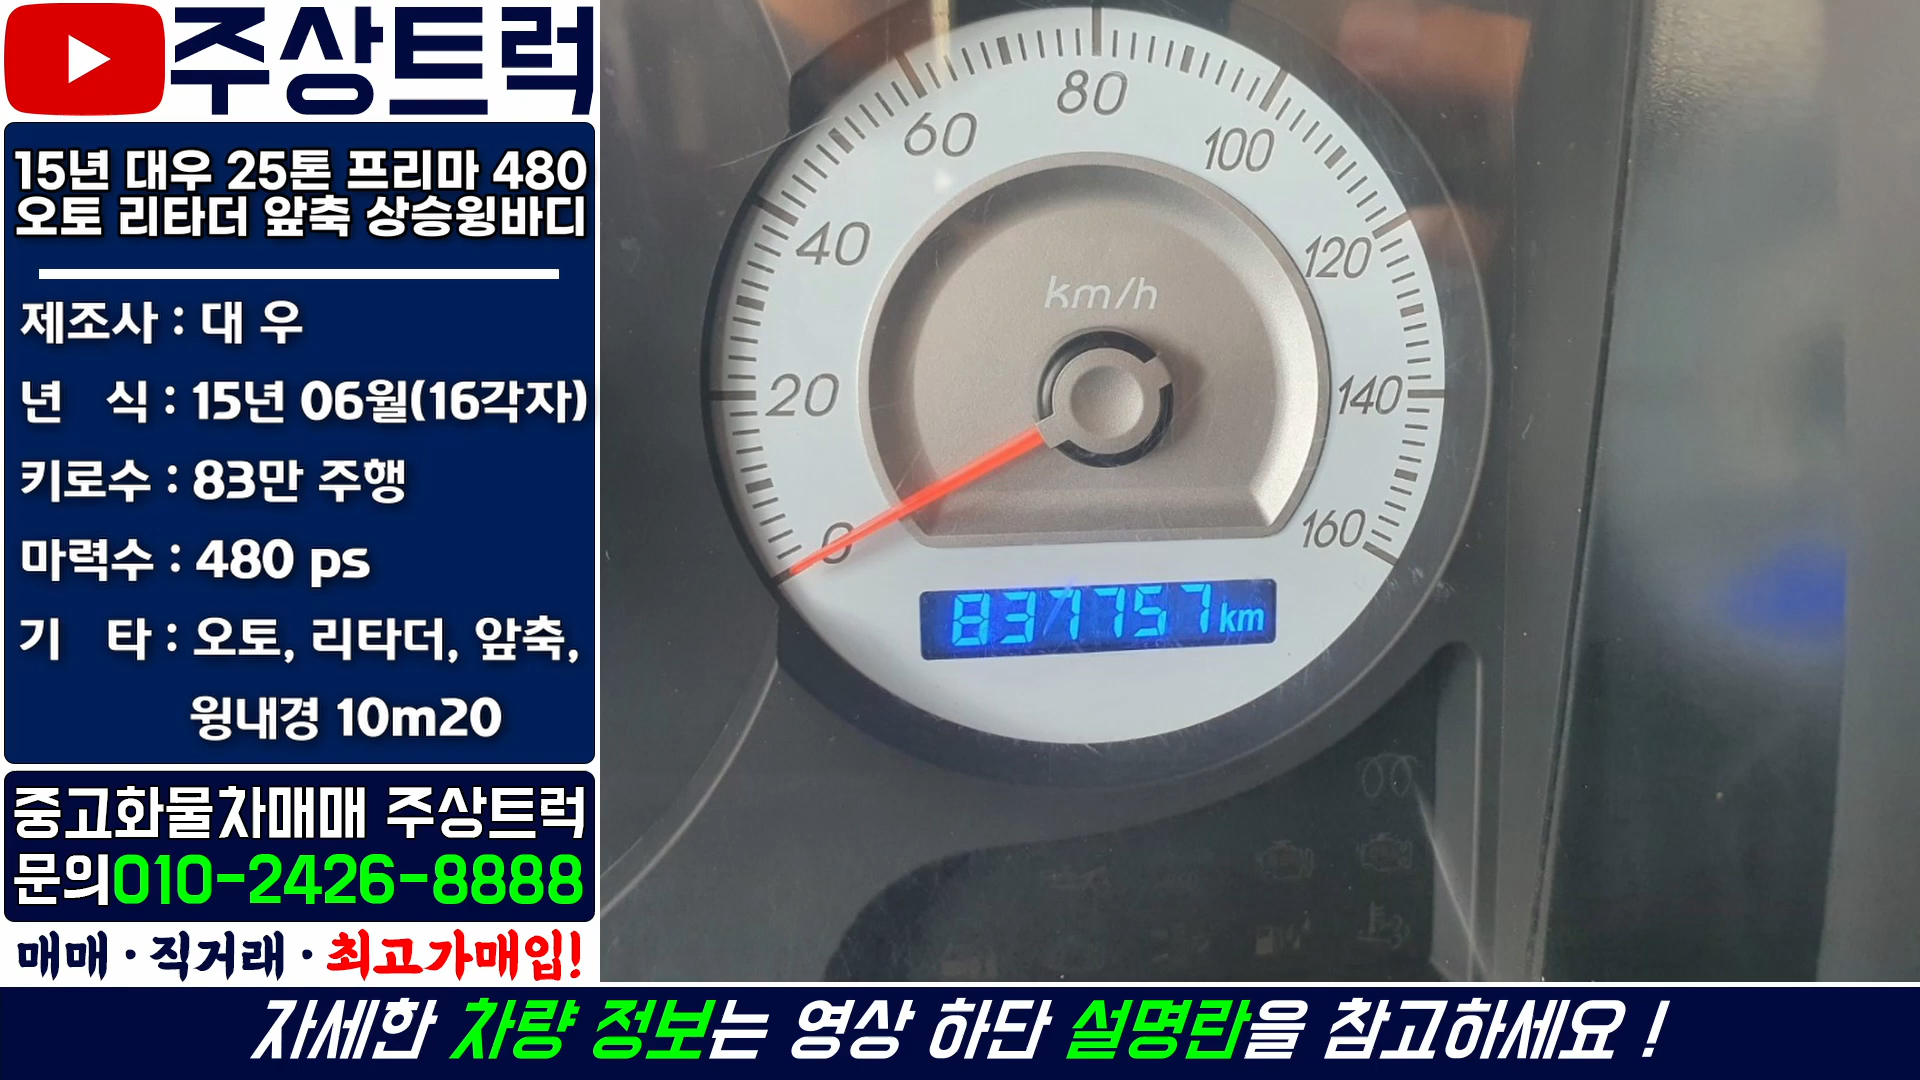 주상트럭
15년 대우 25톤 프리마 480
오토 리타더 앞축 상승윙바디
제조사 : 대 우
년 식 : 15년 06월(16각자)
키로수 : 83만 주행
마력수 : 480 ps
기 타 : 오토, 리타더, 앞축,
윙내경 10m20
중고화물차매매 주상트럭
문의010-2426-8888
매매 · 직거래 · 최고가매입!
0
20
40
60
80
100
120
140
160
km/h
837757km
자세한 차량 정보는 영상 하단 설명란을 참고하세요 !